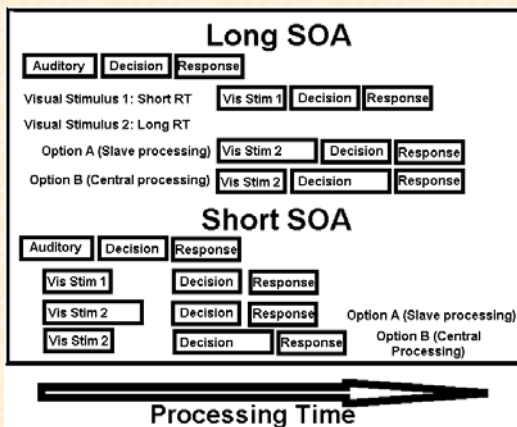 Long SOA
Auditory Decision Response
Visual Stimulus 1: Short RT Vis Stim 1 Decision Response
Visual Stimulus 2: Long RT
Option A (Slave processing) Vis Stim 2 Decision Response
Option B (Central processing) Vis Stim 2 Decision Response
Short SOA
Auditory Decision Response
Vis Stim 1 Decision Response
Vis Stim 2 Decision Response Option A (Slave processing)
Vis Stim 2 Decision Response Option B (Central
Processing)
Processing Time